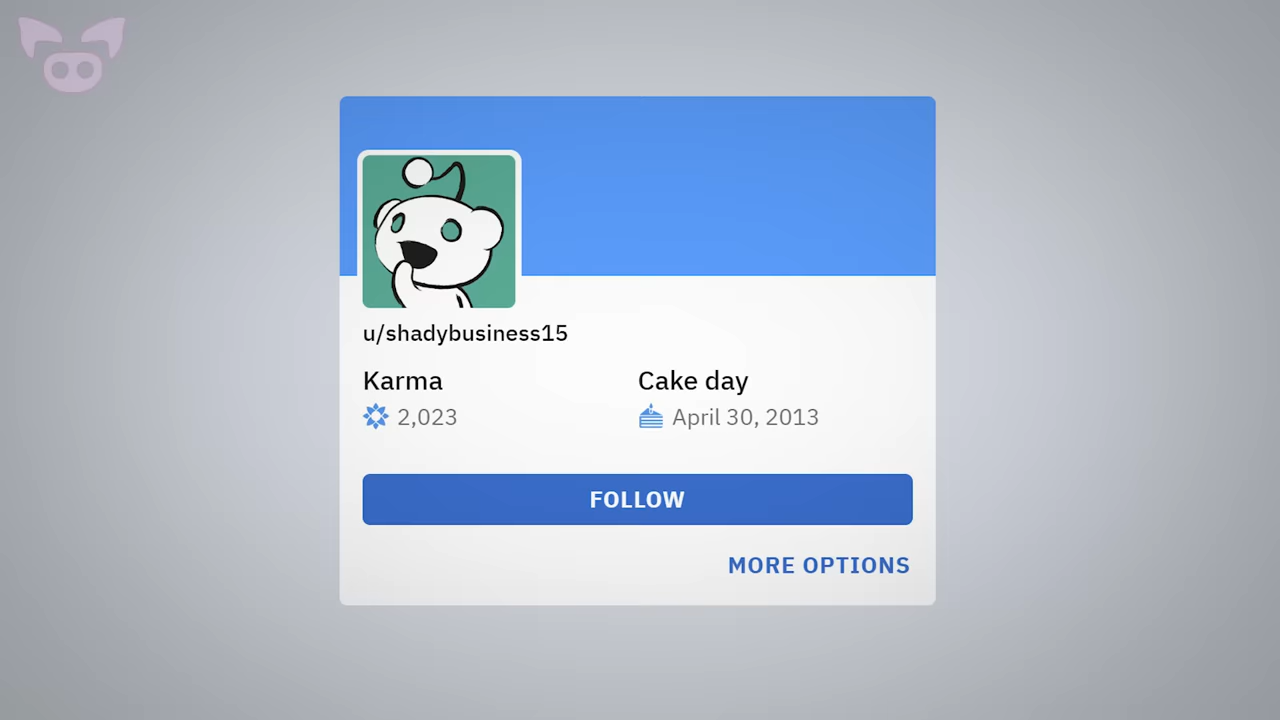 u/shadybusiness15
Karma
Cake day
2,023
April 30, 2013
FOLLOW
MORE OPTIONS